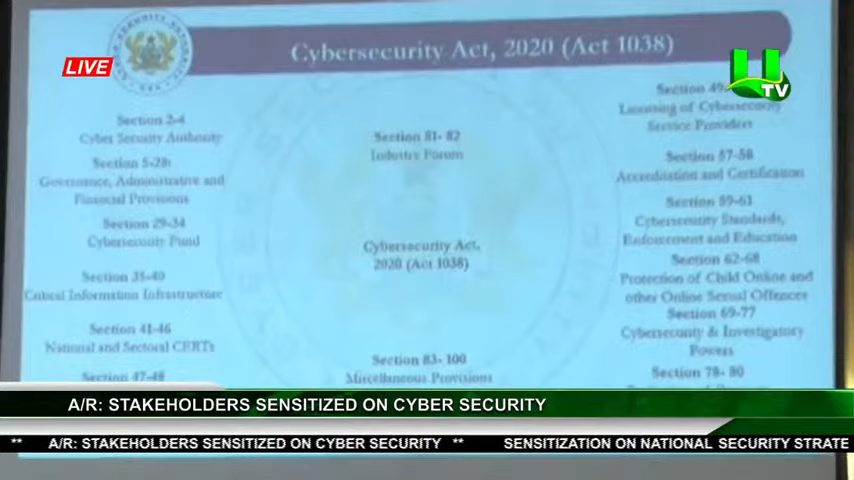 Cybersecurity Act, 2020 (Act 1038)
LIVE
U
TV
Section 2-4
Cyber Security Authority
Section 5-28:
Governance, Administrative and
Financial Provisions
Section 29-34
Cybersecurity Fund
Section 35-40
Critical Information Infrastructure
Section 41-46
National and Sectoral CERTs
Section 47-48
Section 81- 82
Industry Forum
Cybersecurity Act,
2020 (Act 1038)
Section 83- 100
Miscellaneous Provisions
Section 49-
Licensing of Cybersecurity
Service Providers
Section 57-58
Accreditation and Certification
Section 59-61
Cybersecurity Standards,
Enforcement and Education
Section 62-68
Protection of Child Online and
other Online Sexual Offences
Section 69-77
Cybersecurity & Investigatory
Powers
Section 78- 80
A/R: STAKEHOLDERS SENSITIZED ON CYBER SECURITY
** A/R: STAKEHOLDERS SENSITIZED ON CYBER SECURITY ** SENSITIZATION ON NATIONAL SECURITY STRATE